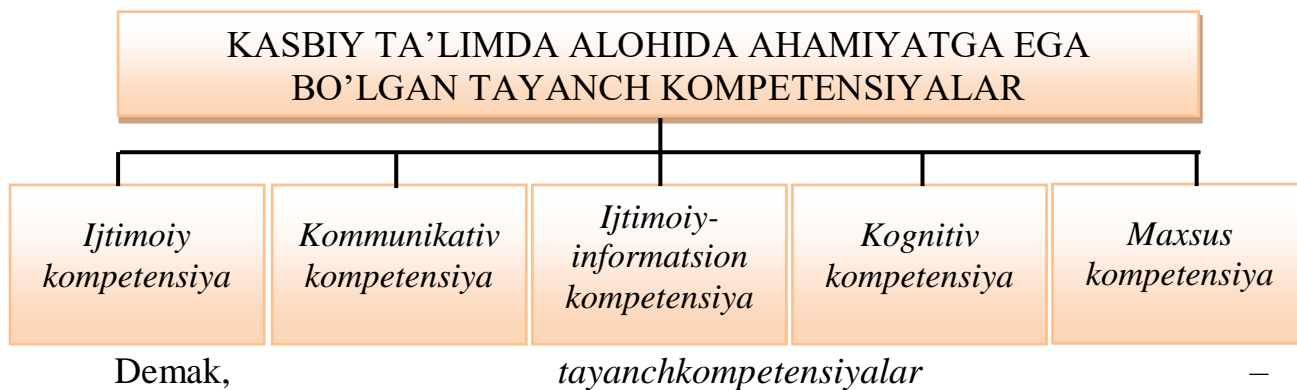 KASBIY TA’LIMDA ALOHIDA AHAMIYATGA EGA
BO’LGAN TAYANCH KOMPETENSIYALAR
Ijtimoiy
kompetensiya
Kommunikativ
kompetensiya
Ijtimoiy-
informatsion
kompetensiya
Kognitiv
kompetensiya
Maxsus
kompetensiya
Demak, tayanchkompetensiyalar –